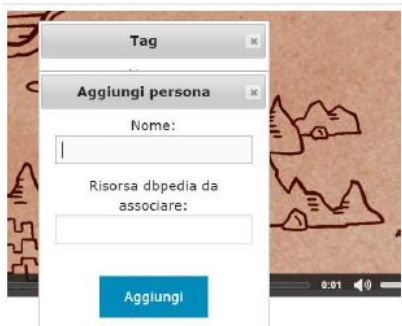 Tag
Aggiungi persona
Nome:
Risorsa dbpedia da
associare:
Aggiungi
0:01